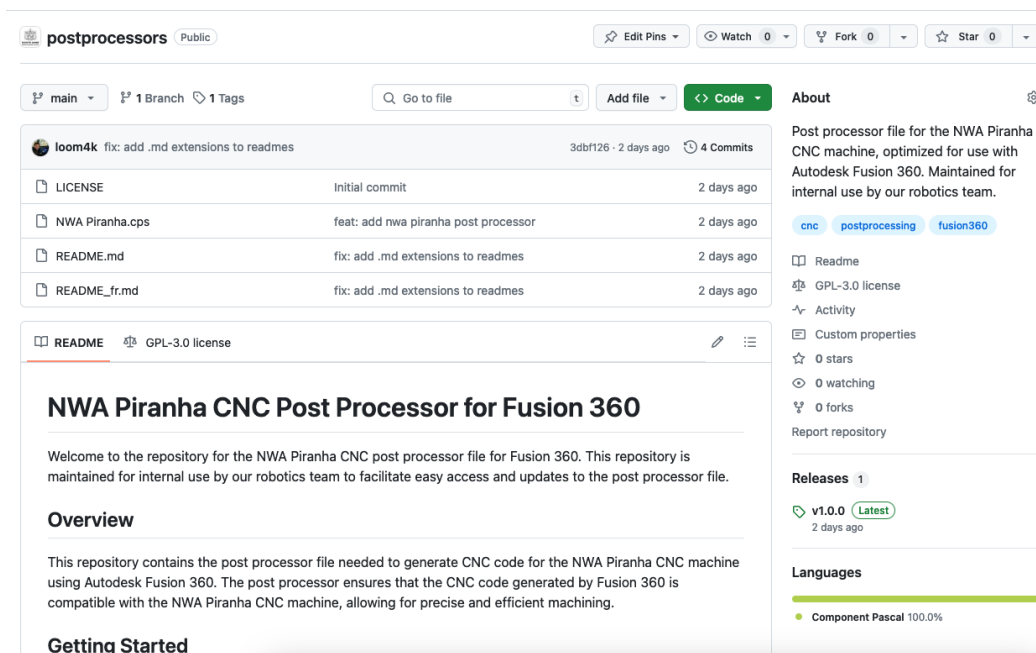 postprocessors Public
Edit Pins Watch 0 Fork 0 Star 0
main 1 Branch 1 Tags Go to file t Add file Code
loom4k fix: add .md extensions to readmes 3dbf126 · 2 days ago 4 Commits
LICENSE Initial commit 2 days ago
NWA Piranha.cps feat: add nwa piranha post processor 2 days ago
README.md fix: add .md extensions to readmes 2 days ago
README_fr.md fix: add .md extensions to readmes 2 days ago
README GPL-3.0 license
NWA Piranha CNC Post Processor for Fusion 360
Welcome to the repository for the NWA Piranha CNC post processor file for Fusion 360. This repository is
maintained for internal use by our robotics team to facilitate easy access and updates to the post processor file.
Overview
This repository contains the post processor file needed to generate CNC code for the NWA Piranha CNC machine
using Autodesk Fusion 360. The post processor ensures that the CNC code generated by Fusion 360 is
compatible with the NWA Piranha CNC machine, allowing for precise and efficient machining.
Getting Started
About
Post processor file for the NWA Piranha
CNC machine, optimized for use with
Autodesk Fusion 360. Maintained for
internal use by our robotics team.
cnc postprocessing fusion360
Readme
GPL-3.0 license
Activity
Custom properties
0 stars
0 watching
0 forks
Report repository
Releases 1
v1.0.0 Latest
2 days ago
Languages
Component Pascal 100.0%